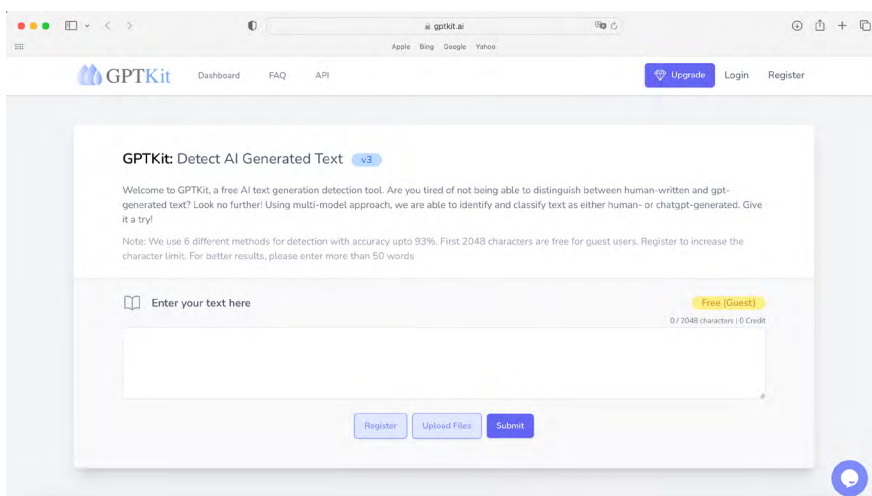 gptkit.ai
Apple Bing Google Yahoo
GPTKit Dashboard FAQ API Upgrade Login Register
GPTKit: Detect AI Generated Text v3
Welcome to GPTKit, a free AI text generation detection tool. Are you tired of not being able to distinguish between human-written and gpt-
generated text? Look no further! Using multi-model approach, we are able to identify and classify text as either human- or chatgpt-generated. Give
it a try!
Note: We use 6 different methods for detection with accuracy upto 93%. First 2048 characters are free for guest users. Register to increase the
character limit. For better results, please enter more than 50 words
Enter your text here Free (Guest)
0 / 2048 characters | 0 Credit
Register Upload Files Submit